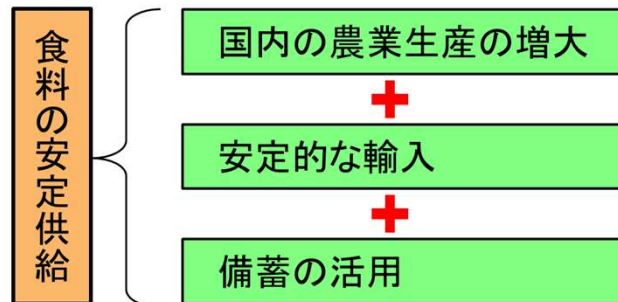 食料の安定供給
国内の農業生産の増大
+
安定的な輸入
+
備蓄の活用